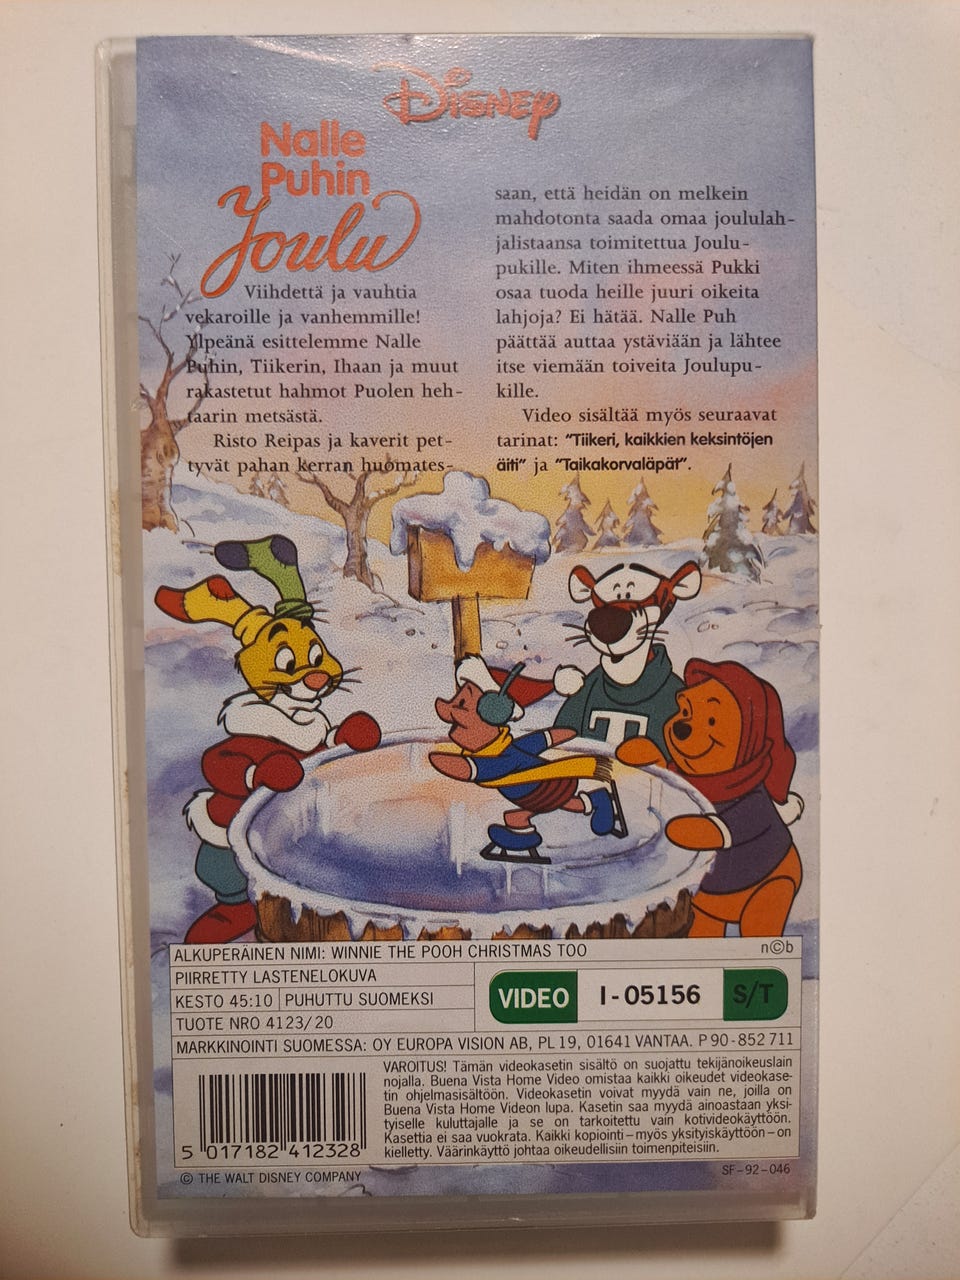 Disney
Nalle
Puhin
Joulu
Viihdettä ja vauhtia
vekaroille ja vanhemmille!
Ylpeänä esittelemme Nalle
Puhin, Tiikerin, Ihaan ja muut
rakastetut hahmot Puolen heh-
taarin metsästä.
Risto Reipas ja kaverit pet-
tyvät pahan kerran huomates-
saan, että heidän on melkein
mahdotonta saada omaa joululah-
jalistaansa toimitettua Joulu-
pukille. Miten ihmeessä Pukki
osaa tuoda heille juuri oikeita
lahjoja? Ei hätää. Nalle Puh
päättää auttaa ystäviään ja lähtee
itse viemään toiveita Joulupu-
kille.
Video sisältää myös seuraavat
tarinat: "Tiikeri, kaikkien keksintöjen
äiti" ja "Taikakorvaläpät".
T
ALKUPERÄINEN NIMI: WINNIE THE POOH CHRISTMAS TOO
n©b
PIIRRETTY LASTENELOKUVA
KESTO 45:10 PUHUTTU SUOMEKSI
TUOTE NRO 4123/20
VIDEO I-05156 S/T
MARKKINOINTI SUOMESSA: OY EUROPA VISION AB, PL 19, 01641 VANTAA. P 90-852 711
VAROITUS! Tämän videokasetin sisältö on suojattu tekijänoikeuslain
nojalla. Buena Vista Home Video omistaa kaikki oikeudet videokase-
tin ohjelmasisältöön. Videokasetin voivat myydä vain ne, joilla on
Buena Vista Home Videon lupa. Kasetin saa myydä ainoastaan yksi-
tyiselle kuluttajalle ja se on tarkoitettu vain kotivideokäyttöön.
Kasettia ei saa vuokrata. Kaikki kopiointi – myös yksityiskäyttöön – on
kielletty. Väärinkäyttö johtaa oikeudellisiin toimenpiteisiin.
5 017182 412328
© THE WALT DISNEY COMPANY
SF-92-046